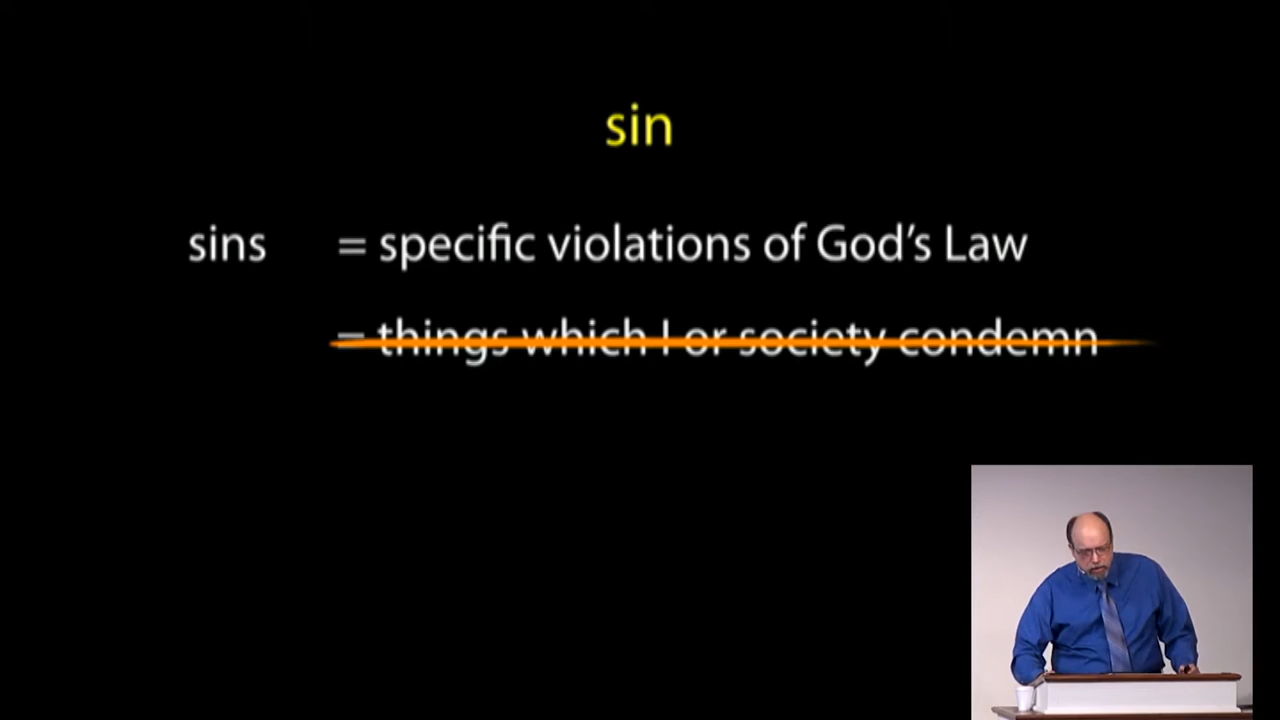 sin
sins = specific violations of God’s Law
= things which I or society condemn